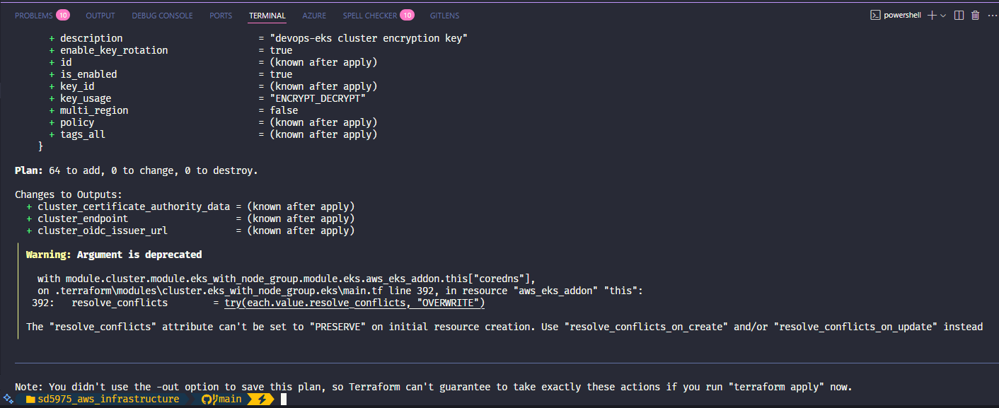 PROBLEMS 10 OUTPUT DEBUG CONSOLE PORTS TERMINAL AZURE SPELL CHECKER 10 GITLENS powershell
+ description = "devops-eks cluster encryption key"
+ enable_key_rotation = true
+ id = (known after apply)
+ is_enabled = true
+ key_id = (known after apply)
+ key_usage = "ENCRYPT_DECRYPT"
+ multi_region = false
+ policy = (known after apply)
+ tags_all = (known after apply)
}
Plan: 64 to add, 0 to change, 0 to destroy.
Changes to Outputs:
+ cluster_certificate_authority_data = (known after apply)
+ cluster_endpoint = (known after apply)
+ cluster_oidc_issuer_url = (known after apply)
Warning: Argument is deprecated
with module.cluster.module.eks_with_node_group.module.eks.aws_eks_addon.this["coredns"],
on .terraform\modules\cluster.eks_with_node_group.eks\main.tf line 392, in resource "aws_eks_addon" "this":
392: resolve_conflicts = try(each.value.resolve_conflicts, "OVERWRITE")
The "resolve_conflicts" attribute can't be set to "PRESERVE" on initial resource creation. Use "resolve_conflicts_on_create" and/or "resolve_conflicts_on_update" instead
Note: You didn't use the -out option to save this plan, so Terraform can't guarantee to take exactly these actions if you run "terraform apply" now.
sd5975_aws_infrastructure main